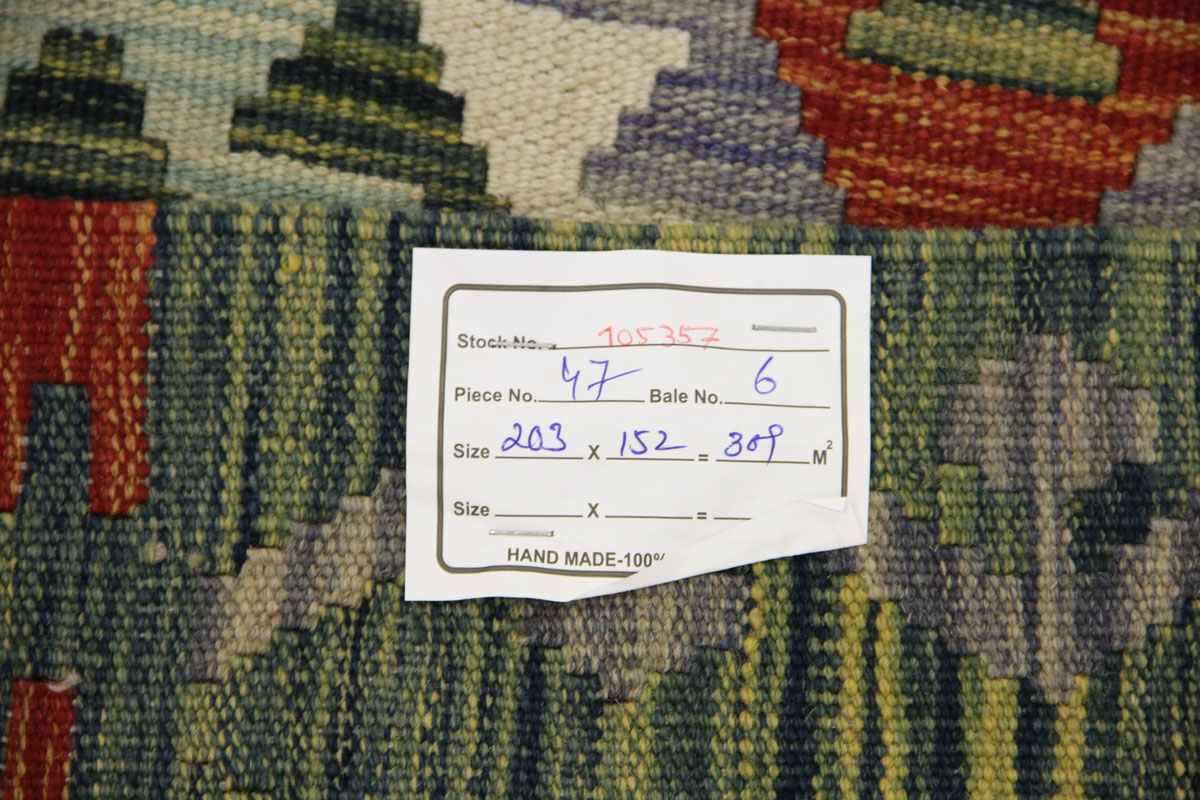 Stock No. 105357
Piece No. 47 Bale No. 6
Size 203 X 152 = 309 M²
Size X =
HAND MADE-100%